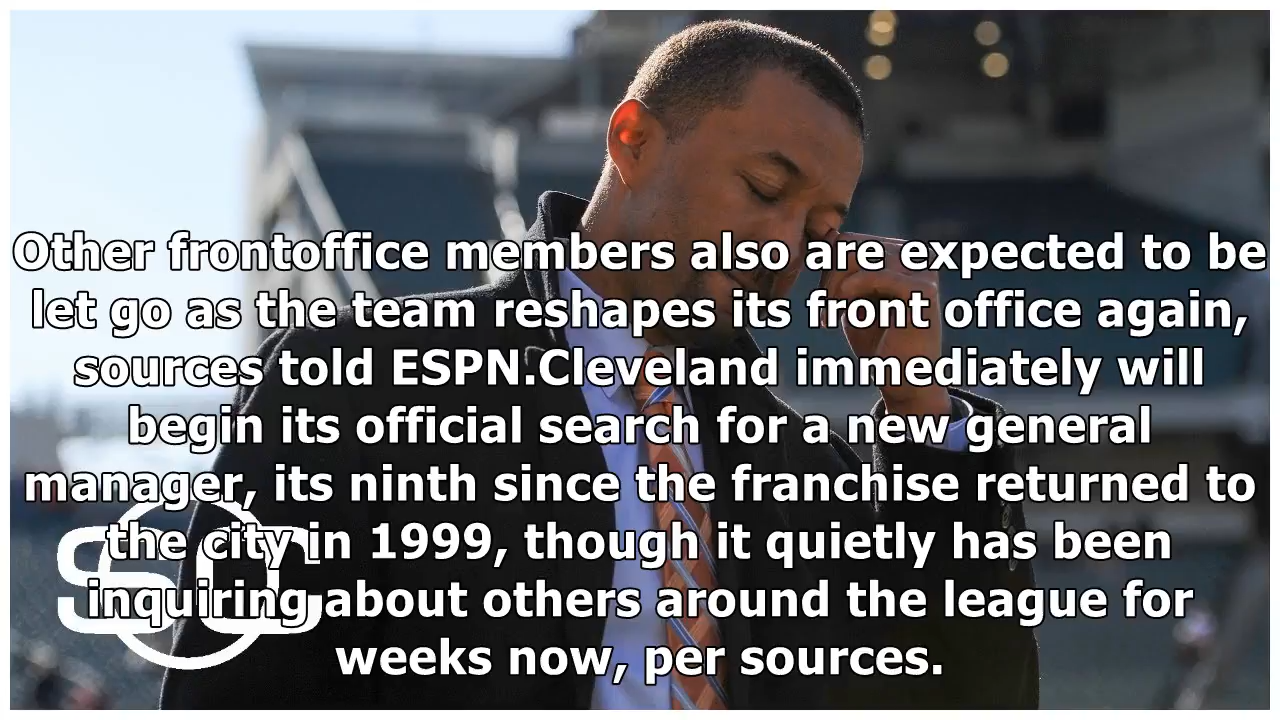 Other frontoffice members also are expected to be
let go as the team reshapes its front office again,
sources told ESPN.Cleveland immediately will
begin its official search for a new general
manager, its ninth since the franchise returned to
the city in 1999, though it quietly has been
inquiring about others around the league for
weeks now, per sources.
SC